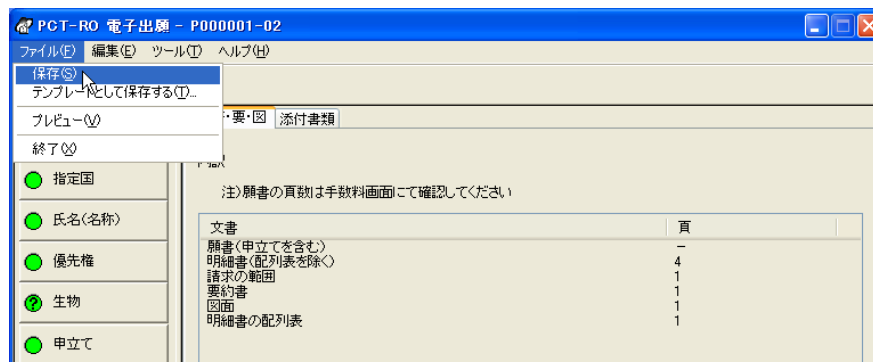 PCT-RO 電子出願 - P000001-02
ファイル(F) 編集(E) ツール(T) ヘルプ(H)
保存(S)
テンプレートとして保存する(T)...
プレビュー(V)
終了(X)
・要・図 添付書類
内訳
注)願書の頁数は手数料画面にて確認してください
指定国
氏名(名称)
優先権
生物
申立て
文書 頁
願書(申立てを含む) -
明細書(配列表を除く) 4
請求の範囲 1
要約書 1
図面 1
明細書の配列表 1